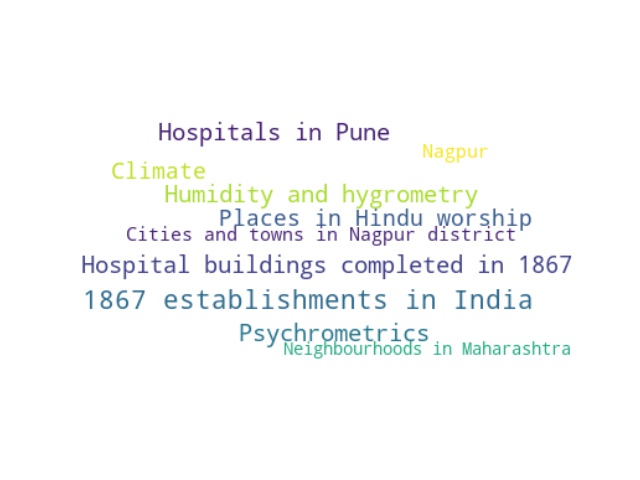 Hospitals in Pune
Nagpur
Climate
Humidity and hygrometry
Places in Hindu worship
Cities and towns in Nagpur district
Hospital buildings completed in 1867
1867 establishments in India
Psychrometrics
Neighbourhoods in Maharashtra